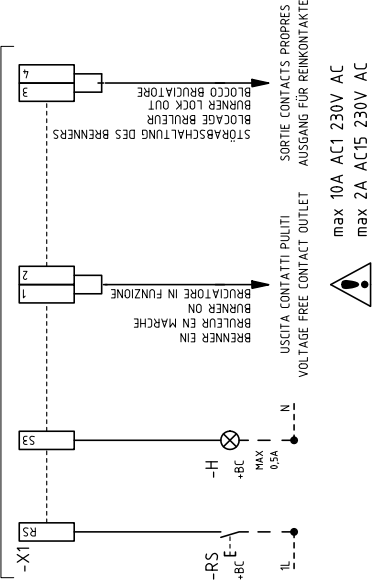 4
3
BLOCCO BRUCIATORE
BURNER LOCK OUT
BLOCAGE BRULEUR
STÖRABSCHALTUNG DES BRENNERS
SORTIE CONTACTS PROPRES
AUSGANG FÜR REINKONTAKTE
max 10A AC1 230V AC
max 2A AC15 230V AC
2
1
BRUCIATORE IN FUNZIONE
BURNER ON
BRULEUR EN MARCHE
BRENNER EIN
USCITA CONTATTI PULITI
VOLTAGE FREE CONTACT OUTLET
S3
-H
+BC
MAX
0,5A
N
-X1
RS
-RS
+BC
1L